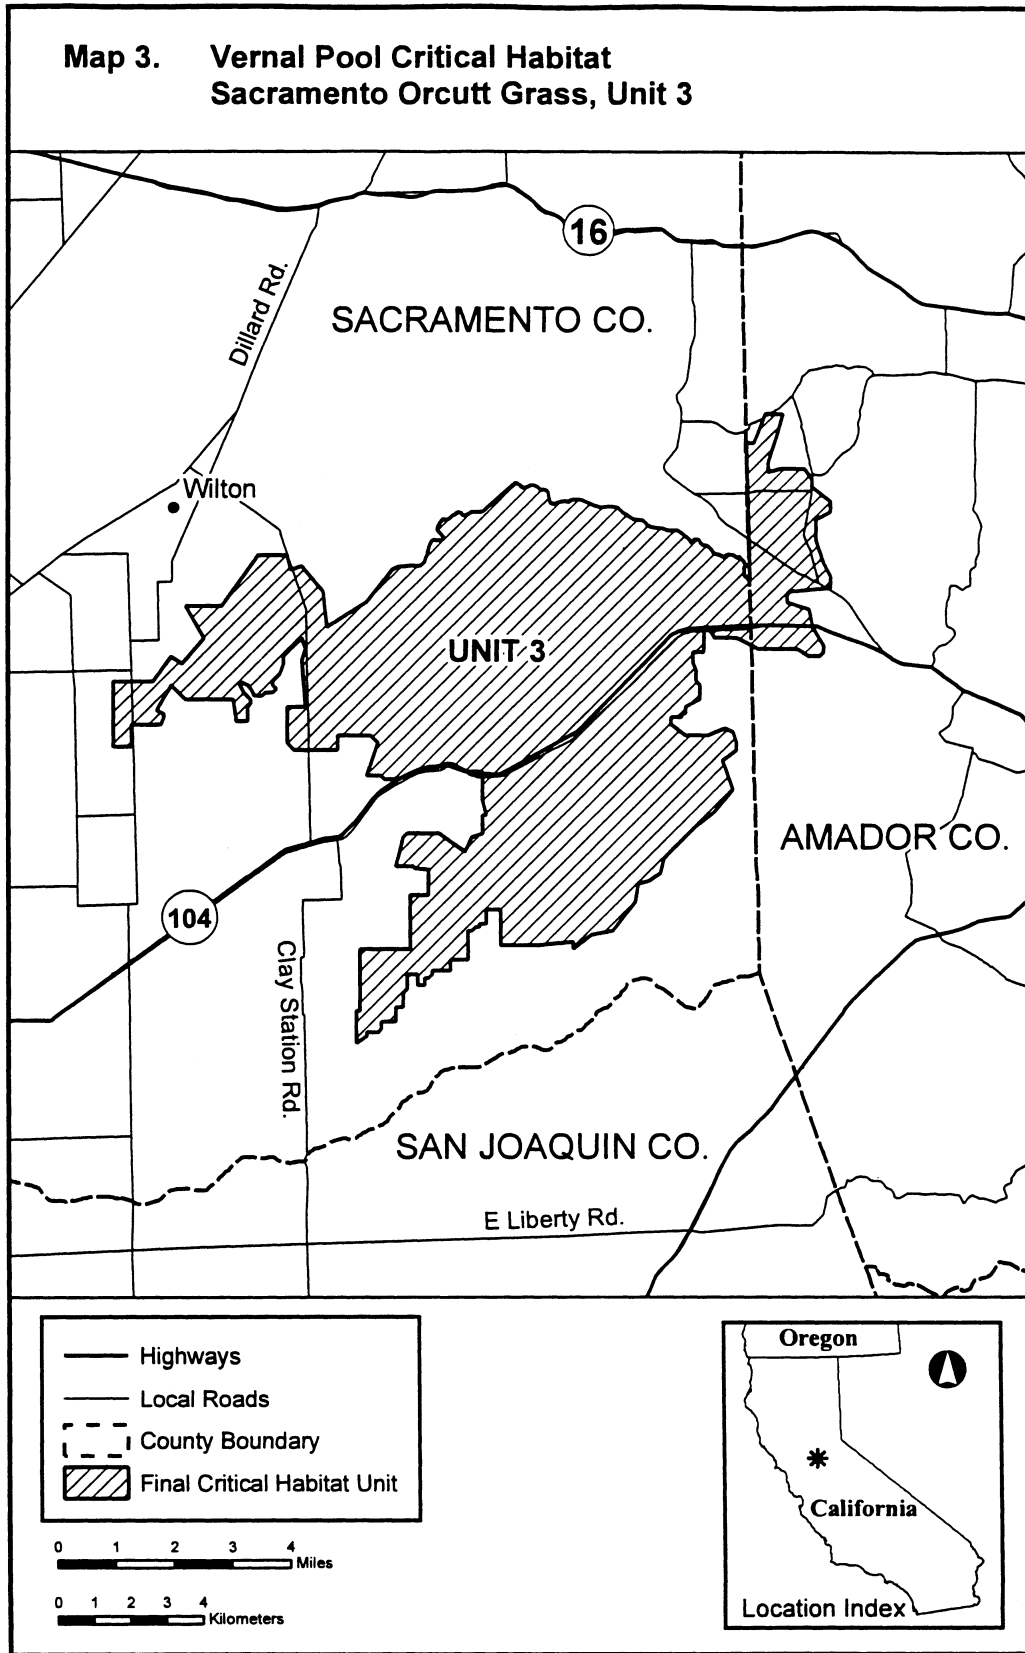 Map 3. Vernal Pool Critical Habitat
Sacramento Orcutt Grass, Unit 3
16
Dillard Rd.
SACRAMENTO CO.
Wilton
UNIT 3
AMADOR CO.
104
Clay Station Rd.
SAN JOAQUIN CO.
E Liberty Rd.
Highways
Local Roads
County Boundary
Final Critical Habitat Unit
0 1 2 3 4
Miles
0 1 2 3 4
Kilometers
Oregon
California
Location Index